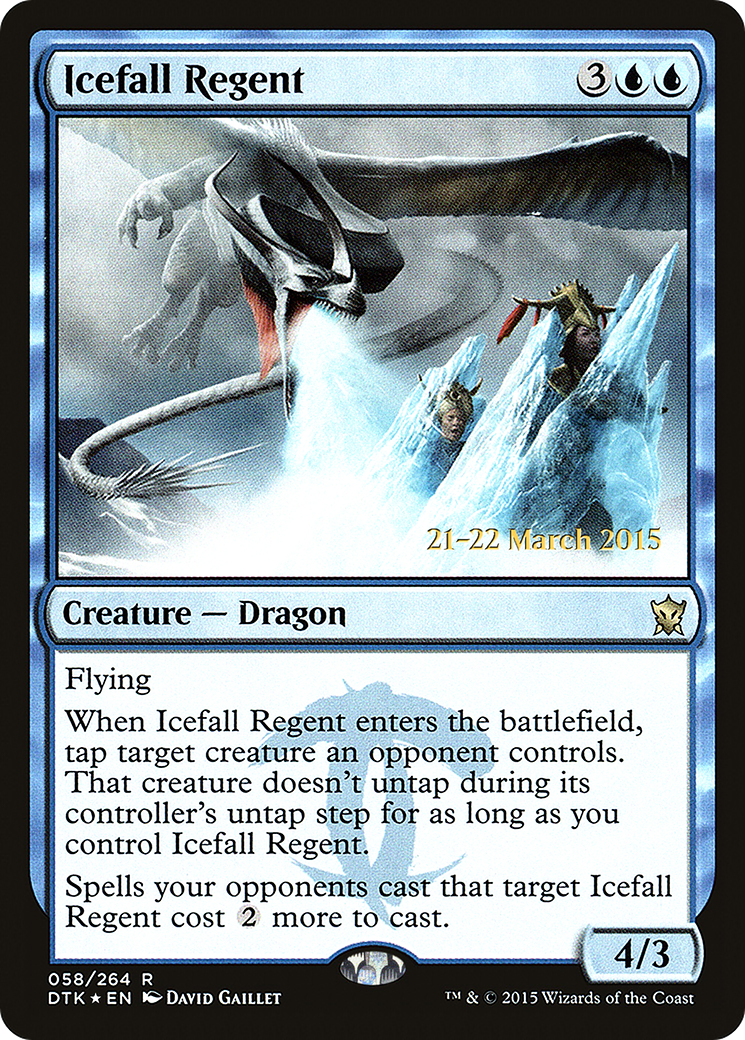 Icefall Regent 3
21–22 March 2015
Creature — Dragon
Flying
When Icefall Regent enters the battlefield,
tap target creature an opponent controls.
That creature doesn't untap during its
controller's untap step for as long as you
control Icefall Regent.
Spells your opponents cast that target Icefall
Regent cost 2 more to cast.
4/3
058/264 R
DTK ★ EN David Gaillet
™ & © 2015 Wizards of the Coast